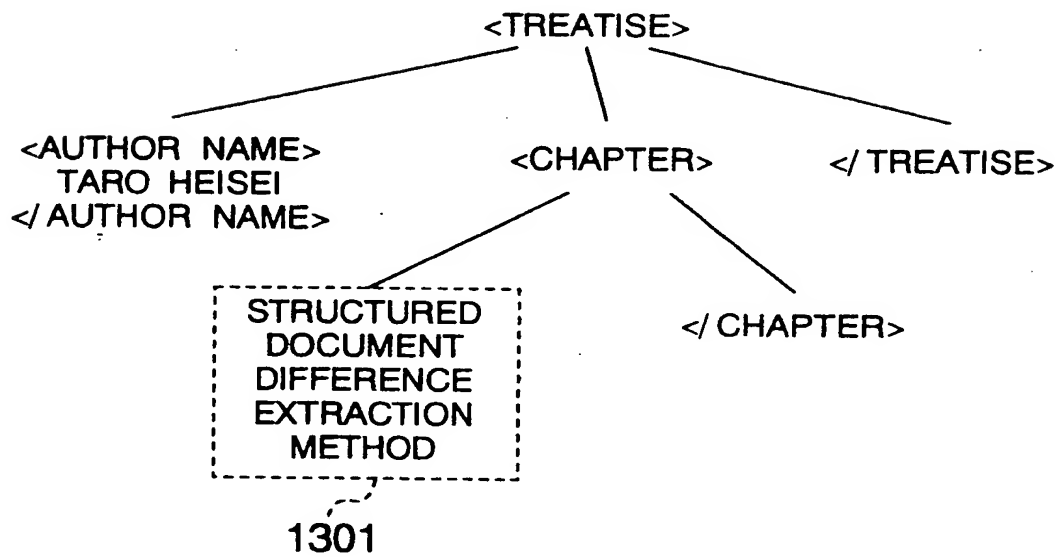 <TREATISE>
<AUTHOR NAME>
TARO HEISEI
</AUTHOR NAME>
<CHAPTER>
</TREATISE>
STRUCTURED
DOCUMENT
DIFFERENCE
EXTRACTION
METHOD
</CHAPTER>
1301